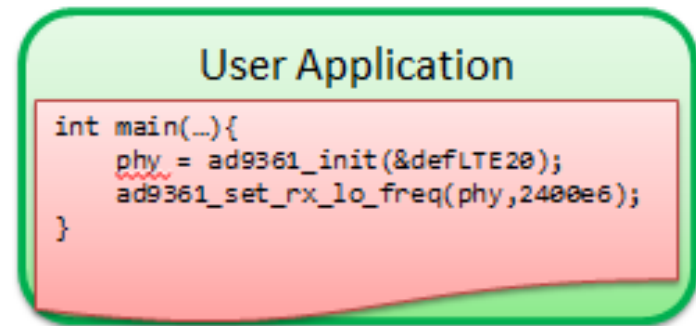 User Application
int main(…){
    phy = ad9361_init(&defLTE20);
    ad9361_set_rx_lo_freq(phy,2400e6);
}